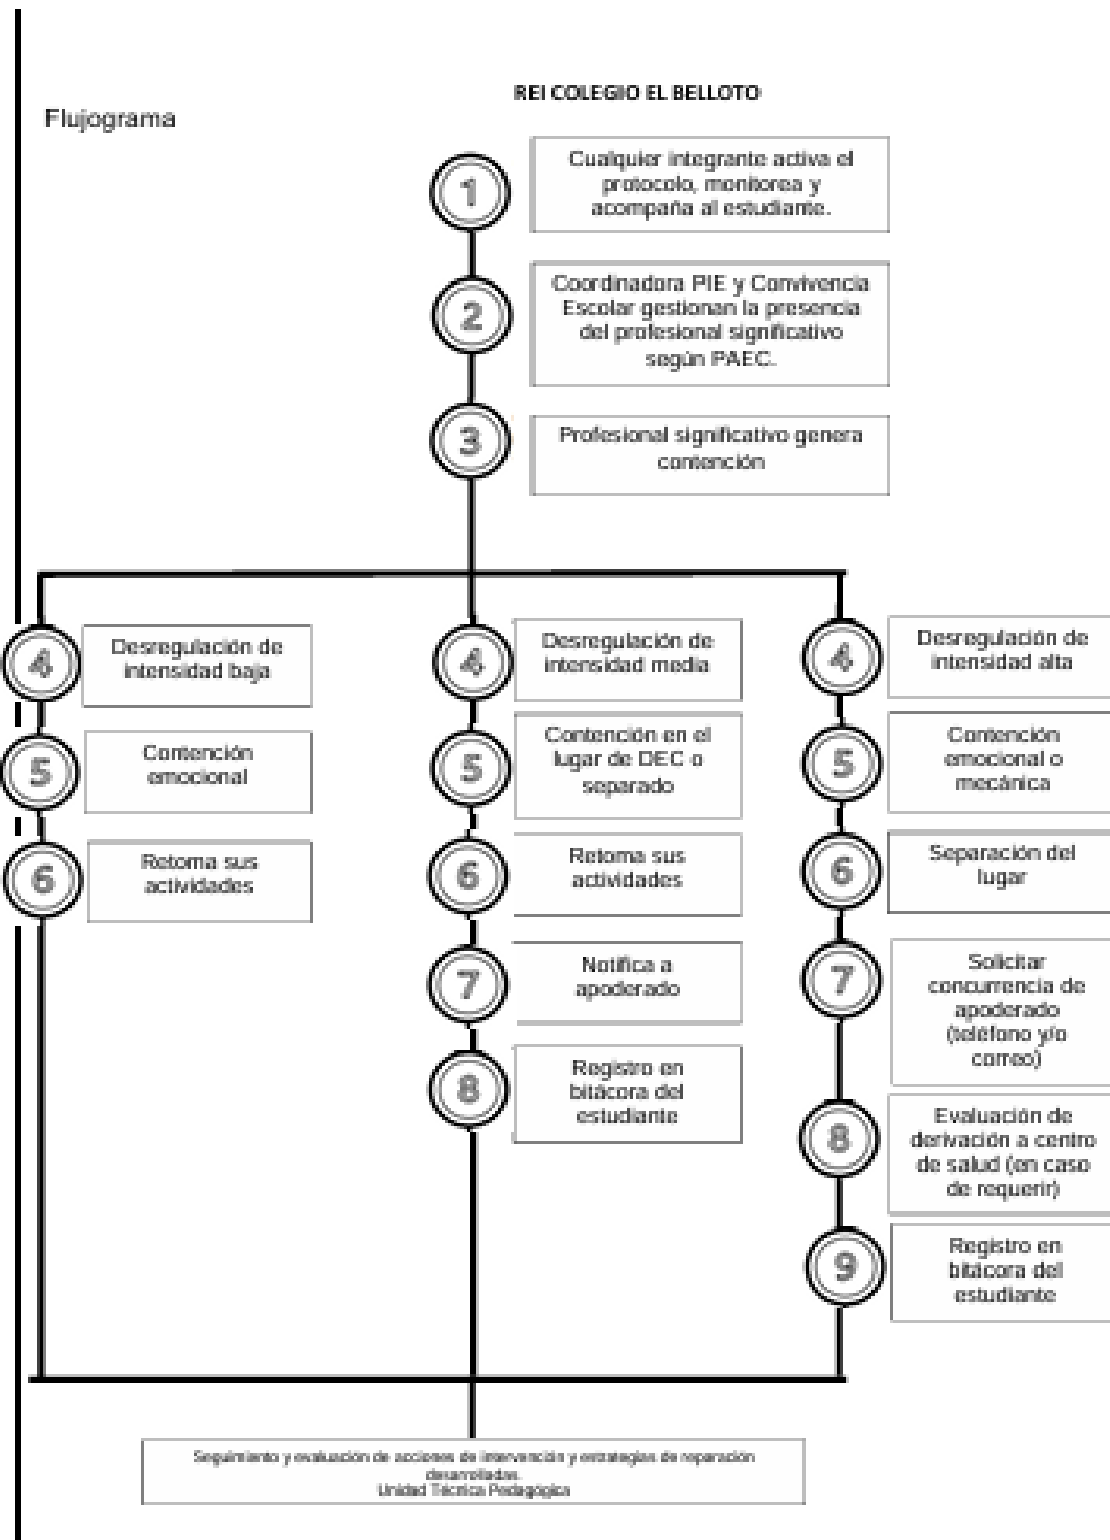 REI COLEGIO EL BELLOTO
Flujograma
1
Cualquier integrante activa el
protocolo, monitorea y
acompaña al estudiante.
2
Coordinadora PIE y Convivencia
Escolar gestionan la presencia
del profesional significativo
según PAEC.
3
Profesional significativo genera
contención
4
Desregulación de
intensidad baja
5
Contención
emocional
6
Retoma sus
actividades
4
Desregulación de
intensidad media
5
Contención en el
lugar de DEC o
separado
6
Retoma sus
actividades
7
Notifica a
apoderado
8
Registro en
bitácora del
estudiante
4
Desregulación de
intensidad alta
5
Contención
emocional o
mecánica
6
Separación del
lugar
7
Solicitar
concurrencia de
apoderado
(teléfono y/o
correo)
8
Evaluación de
derivación a centro
de salud (en caso
de requerir)
9
Registro en
bitácora del
estudiante
Seguimiento y evaluación de acciones de intervención y estrategias de reparación
desarrolladas.
Unidad Técnica Pedagógica